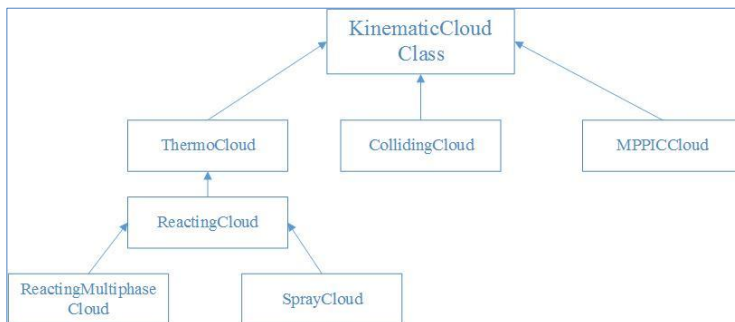 KinematicCloud
Class
ThermoCloud
CollidingCloud
MPPICCloud
ReactingCloud
ReactingMultiphase
Cloud
SprayCloud